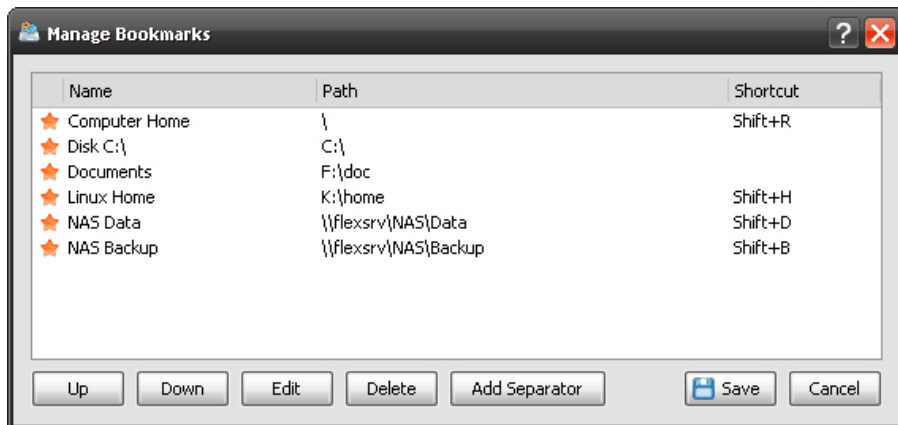 Manage Bookmarks ?
Name Path Shortcut
Computer Home \ Shift+R
Disk C:\ C:\
Documents F:\doc
Linux Home K:\home Shift+H
NAS Data \\flexsrv\NAS\Data Shift+D
NAS Backup \\flexsrv\NAS\Backup Shift+B
Up Down Edit Delete Add Separator Save Cancel